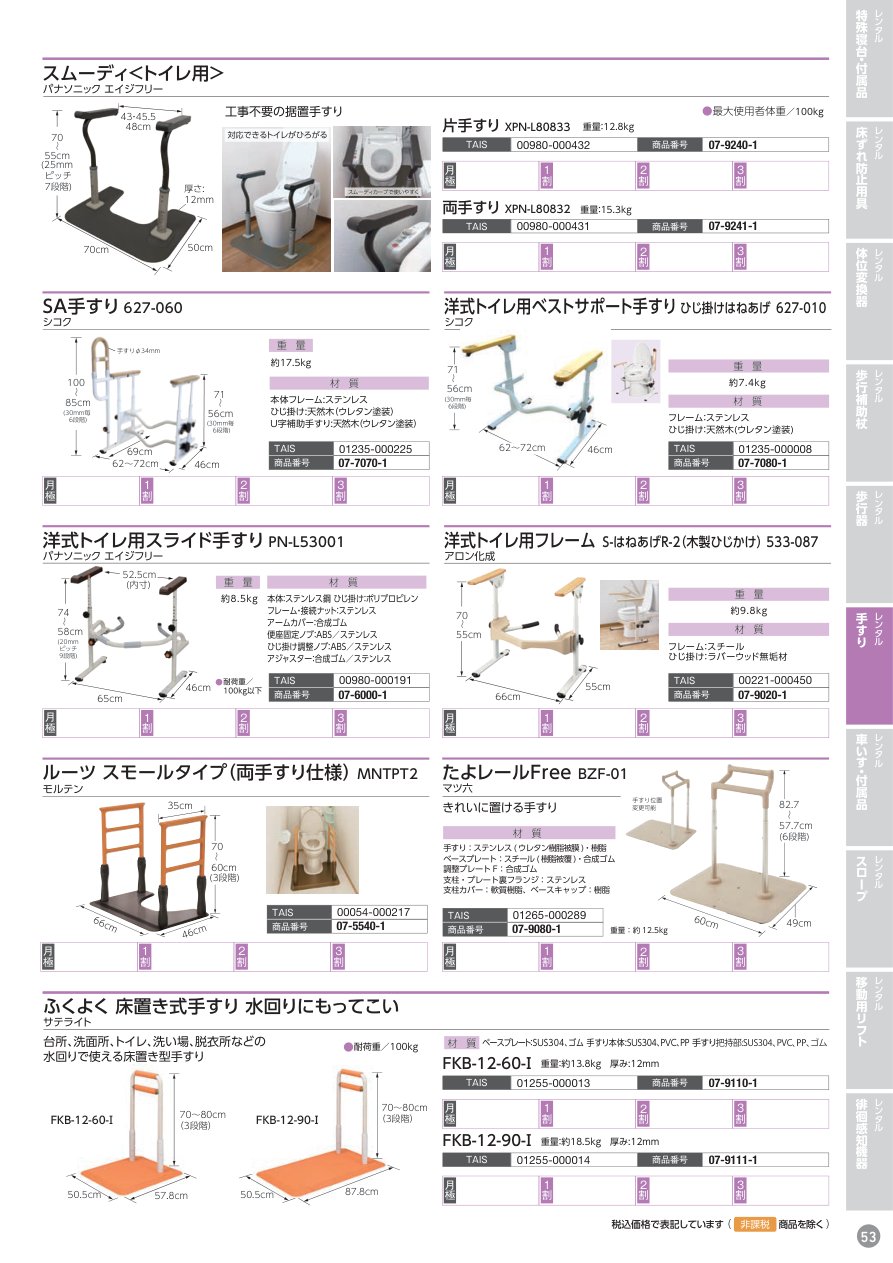 スムーディ<トイレ用>
パナソニック エイジフリー
43・45.5
48cm
70
〜
55cm
(25mm
ピッチ
7段階)
厚さ:
12mm
70cm
50cm
工事不要の据置手すり
対応できるトイレがひろがる
スムーディカーブで使いやすく
●最大使用者体重／100kg
片手すり XPN-L80833 重量:12.8kg
TAIS 00980-000432 商品番号 07-9240-1
月極 1割 2割 3割
両手すり XPN-L80832 重量:15.3kg
TAIS 00980-000431 商品番号 07-9241-1
月極 1割 2割 3割
SA手すり 627-060
シコク
手すりφ34mm
100
〜
85cm
(30mm毎
6段階)
71
〜
56cm
(30mm毎
6段階)
69cm
62〜72cm
46cm
重 量
約17.5kg
材 質
本体フレーム:ステンレス
ひじ掛け:天然木(ウレタン塗装)
U字補助手すり:天然木(ウレタン塗装)
TAIS 01235-000225
商品番号 07-7070-1
月極 1割 2割 3割
洋式トイレ用ベストサポート手すり ひじ掛けはねあげ 627-010
シコク
71
〜
56cm
(30mm毎
6段階)
62〜72cm
46cm
重 量
約7.4kg
材 質
フレーム:ステンレス
ひじ掛け:天然木(ウレタン塗装)
TAIS 01235-000008
商品番号 07-7080-1
月極 1割 2割 3割
洋式トイレ用スライド手すり PN-L53001
パナソニック エイジフリー
52.5cm
(内寸)
74
〜
58cm
(20mm
ピッチ
9段階)
65cm
46cm
重 量
約8.5kg
●耐荷重／
100kg以下
材 質
本体:ステンレス鋼 ひじ掛け:ポリプロピレン
フレーム・接続ナット:ステンレス
アームカバー:合成ゴム
便座固定ノブ:ABS／ステンレス
ひじ掛け調整ノブ:ABS／ステンレス
アジャスター:合成ゴム／ステンレス
TAIS 00980-000191
商品番号 07-6000-1
月極 1割 2割 3割
洋式トイレ用フレーム S-はねあげR-2(木製ひじかけ) 533-087
アロン化成
70
〜
55cm
66cm
55cm
重 量
約9.8kg
材 質
フレーム:スチール
ひじ掛け:ラバーウッド無垢材
TAIS 00221-000450
商品番号 07-9020-1
月極 1割 2割 3割
ルーツ スモールタイプ(両手すり仕様) MNTPT2
モルテン
35cm
70
〜
60cm
(3段階)
66cm
46cm
TAIS 00054-000217
商品番号 07-5540-1
月極 1割 2割 3割
たよレールFree BZF-01
マツ六
きれいに置ける手すり
手すり位置
変更可能
82.7
〜
57.7cm
(6段階)
60cm
49cm
材 質
手すり：ステンレス(ウレタン樹脂被膜)・樹脂
ベースプレート：スチール(樹脂被覆)・合成ゴム
調整プレートF：合成ゴム
支柱・プレート裏フランジ：ステンレス
支柱カバー：軟質樹脂、ベースキャップ：樹脂
TAIS 01265-000289
商品番号 07-9080-1
重量：約12.5kg
月極 1割 2割 3割
ふくよく 床置き式手すり 水回りにもってこい
サテライト
台所、洗面所、トイレ、洗い場、脱衣所などの
水回りで使える床置き型手すり
●耐荷重／100kg
FKB-12-60-I
70〜80cm
(3段階)
50.5cm
57.8cm
FKB-12-90-I
70〜80cm
(3段階)
50.5cm
87.8cm
材 質 ベースプレート:SUS304、ゴム 手すり本体:SUS304、PVC、PP 手すり把持部:SUS304、PVC、PP、ゴム
FKB-12-60-I 重量:約13.8kg 厚み:12mm
TAIS 01255-000013 商品番号 07-9110-1
月極 1割 2割 3割
FKB-12-90-I 重量:約18.5kg 厚み:12mm
TAIS 01255-000014 商品番号 07-9111-1
月極 1割 2割 3割
税込価格で表記しています（ 非課税 商品を除く）
レンタル
特殊寝台・付属品
レンタル
床ずれ防止用具
レンタル
体位変換器
レンタル
歩行補助杖
レンタル
歩行器
レンタル
手すり
レンタル
車いす・付属品
レンタル
スロープ
レンタル
移動用リフト
レンタル
徘徊感知機器
53